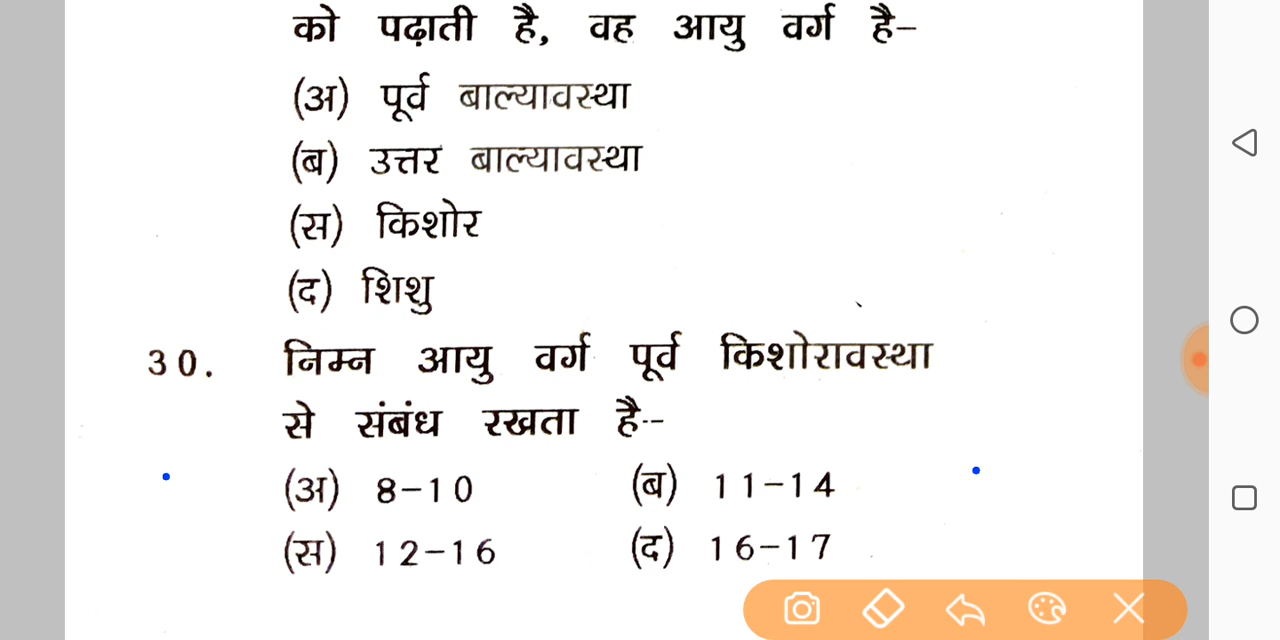 को पढ़ाती है, वह आयु वर्ग है–
(अ) पूर्व बाल्यावस्था
(ब) उत्तर बाल्यावस्था
(स) किशोर
(द) शिशु
30. निम्न आयु वर्ग पूर्व किशोरावस्था
से संबंध रखता है--
(अ) 8–10 (ब) 11–14
(स) 12–16 (द) 16–17